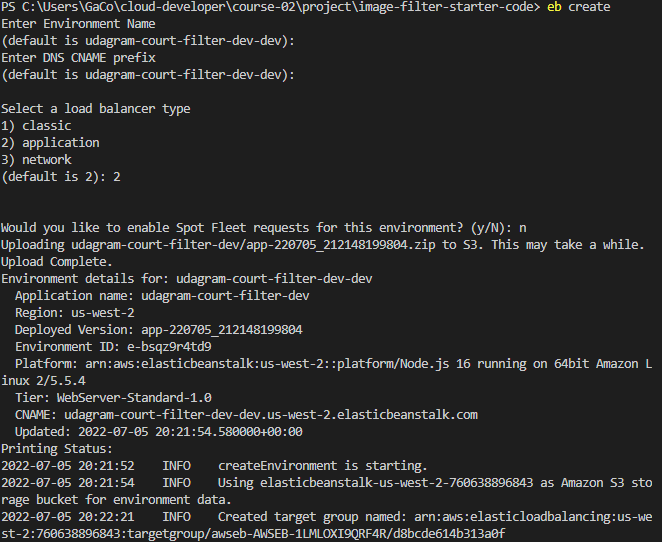 PS C:\Users\GaCo\cloud-developer\course-02\project\image-filter-starter-code> eb create
Enter Environment Name
(default is udagram-court-filter-dev-dev):
Enter DNS CNAME prefix
(default is udagram-court-filter-dev-dev):
Select a load balancer type
1) classic
2) application
3) network
(default is 2): 2
Would you like to enable Spot Fleet requests for this environment? (y/N): n
Uploading udagram-court-filter-dev/app-220705_212148199804.zip to S3. This may take a while.
Upload Complete.
Environment details for: udagram-court-filter-dev-dev
  Application name: udagram-court-filter-dev
  Region: us-west-2
  Deployed Version: app-220705_212148199804
  Environment ID: e-bsqz9r4td9
  Platform: arn:aws:elasticbeanstalk:us-west-2::platform/Node.js 16 running on 64bit Amazon L
inux 2/5.5.4
  Tier: WebServer-Standard-1.0
  CNAME: udagram-court-filter-dev-dev.us-west-2.elasticbeanstalk.com
  Updated: 2022-07-05 20:21:54.580000+00:00
Printing Status:
2022-07-05 20:21:52    INFO    createEnvironment is starting.
2022-07-05 20:21:54    INFO    Using elasticbeanstalk-us-west-2-760638896843 as Amazon S3 sto
rage bucket for environment data.
2022-07-05 20:22:21    INFO    Created target group named: arn:aws:elasticloadbalancing:us-we
st-2:760638896843:targetgroup/awseb-AWSEB-1LMLOXI9QRF4R/d8bcde614b313a0f